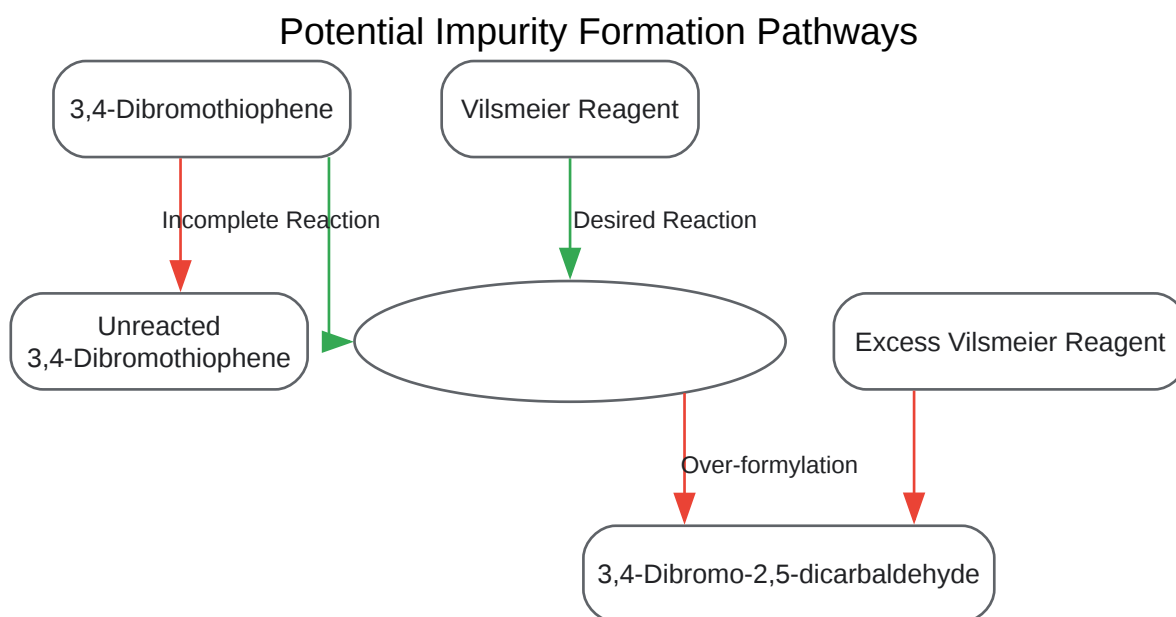 Potential Impurity Formation Pathways
3,4-Dibromothiophene
Vilsmeier Reagent
Incomplete Reaction
Desired Reaction
Unreacted
3,4-Dibromothiophene
Excess Vilsmeier Reagent
Over-formylation
3,4-Dibromo-2,5-dicarbaldehyde